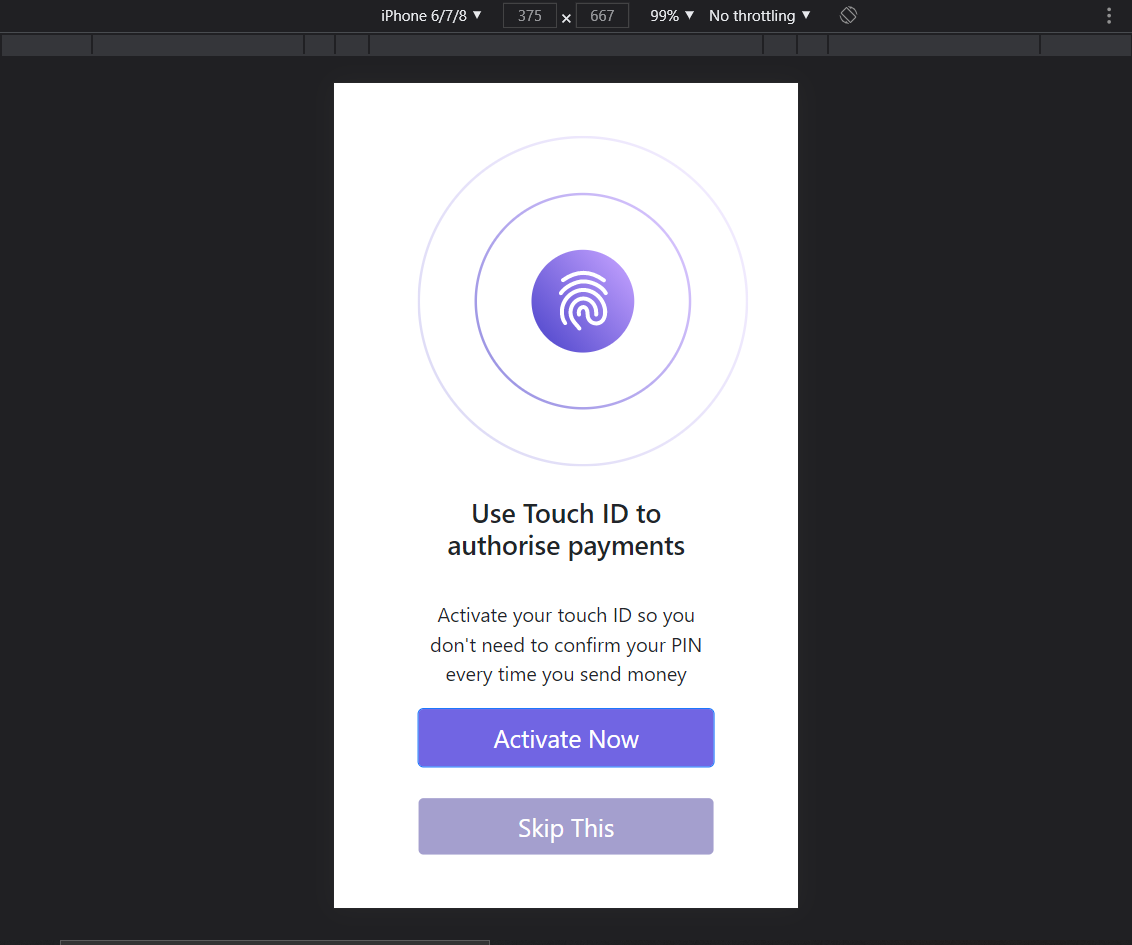 iPhone 6/7/8 ▼ 375 × 667 99% ▼ No throttling ▼
Use Touch ID to
authorise payments
Activate your touch ID so you
don't need to confirm your PIN
every time you send money
Activate Now
Skip This